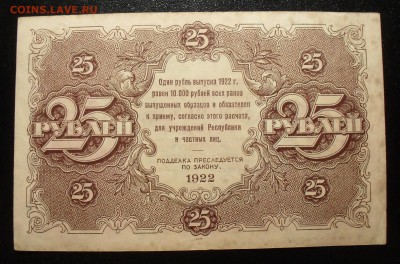 COINS.LAVE.RU
25 25
Один рубль выпуска 1922 г.
равен 10.000 рублей всех ранее
выпущенных образцов и обязателен
к приему, согласно этого расчета,
для учреждений Республики
и частных лиц.
25 РУБЛЕЙ 25 РУБЛЕЙ
ПОДДЕЛКА ПРЕСЛЕДУЕТСЯ
ПО ЗАКОНУ.
1922
25 25
25